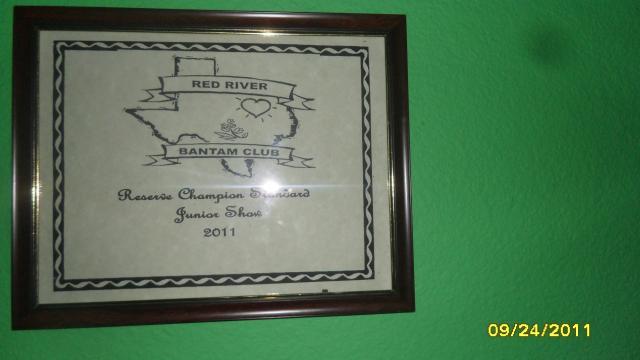 RED RIVER
BANTAM CLUB
Reserve Champion Standard
Junior Show
2011
09/24/2011